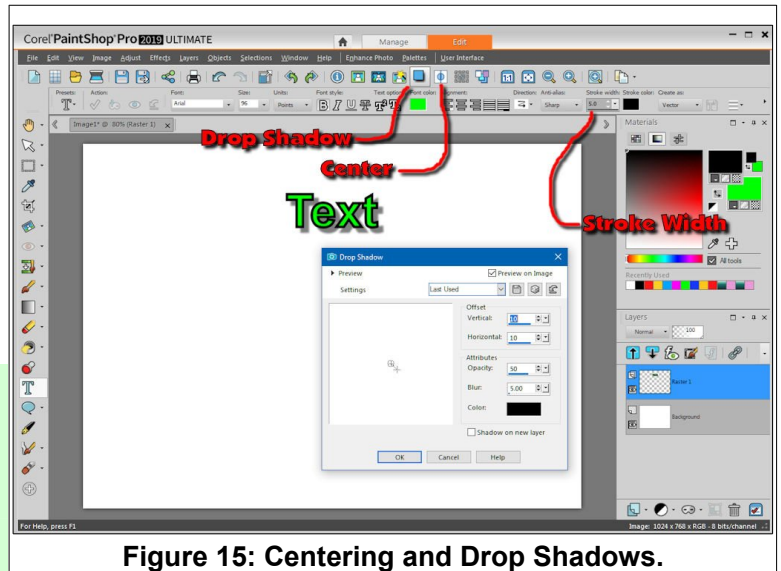 Corel PaintShop Pro 2019 ULTIMATE
Manage
Edit
File Edit View Image Adjust Effects Layers Objects Selections Window Help Enhance Photo Palettes User Interface
Presets: Action: Font: Size: Units: Font style: Text options: Font color: Alignment: Direction: Anti-alias: Stroke width: Stroke color: Create as:
Arial 96 Points Sharp 5.0 Vector
Image1* @ 80% (Raster 1)
Materials
Drop Shadow
Center
Text
Stroke Width
All tools
Recently Used
Drop Shadow
Preview
Preview on Image
Settings
Last Used
Offset
Vertical: 10
Horizontal: 10
Attributes
Opacity: 50
Blur: 5.00
Color:
Shadow on new layer
OK Cancel Help
Layers
Normal 100
Raster 1
Background
For Help, press F1
Image: 1024 x 768 x RGB - 8 bits/channel
Figure 15: Centering and Drop Shadows.